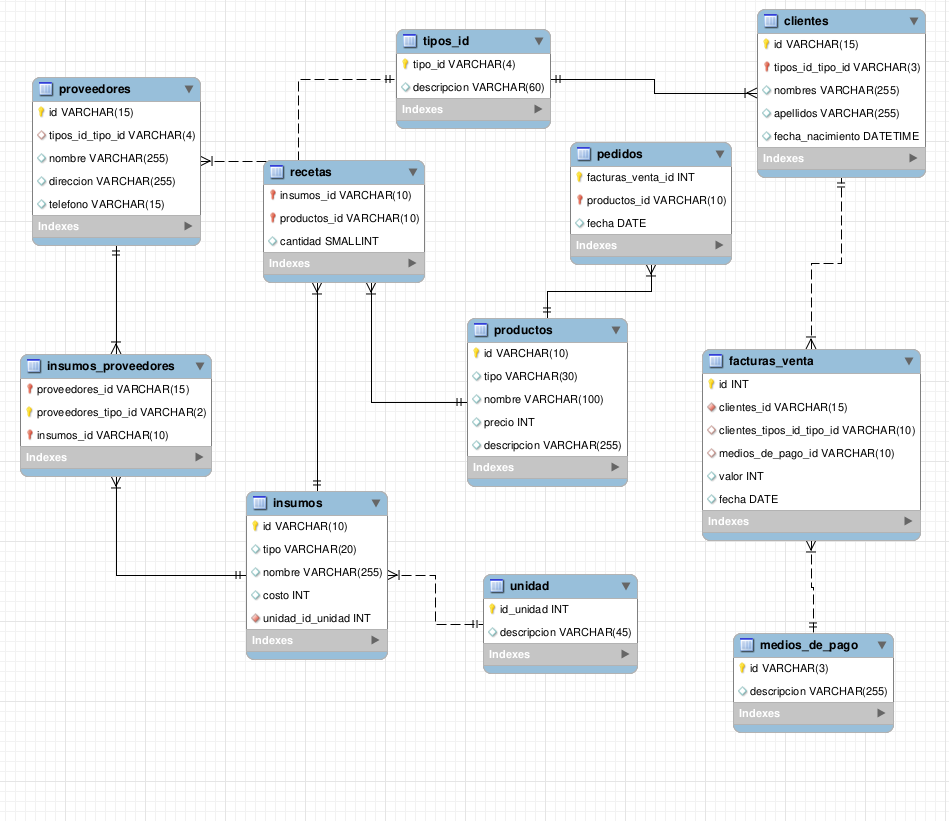 proveedores
id VARCHAR(15)
tipos_id_tipo_id VARCHAR(4)
nombre VARCHAR(255)
direccion VARCHAR(255)
telefono VARCHAR(15)
Indexes
tipos_id
tipo_id VARCHAR(4)
descripcion VARCHAR(60)
Indexes
clientes
id VARCHAR(15)
tipos_id_tipo_id VARCHAR(3)
nombres VARCHAR(255)
apellidos VARCHAR(255)
fecha_nacimiento DATETIME
Indexes
recetas
insumos_id VARCHAR(10)
productos_id VARCHAR(10)
cantidad SMALLINT
Indexes
pedidos
facturas_venta_id INT
productos_id VARCHAR(10)
fecha DATE
Indexes
insumos_proveedores
proveedores_id VARCHAR(15)
proveedores_tipo_id VARCHAR(2)
insumos_id VARCHAR(10)
Indexes
productos
id VARCHAR(10)
tipo VARCHAR(30)
nombre VARCHAR(100)
precio INT
descripcion VARCHAR(255)
Indexes
facturas_venta
id INT
clientes_id VARCHAR(15)
clientes_tipos_id_tipo_id VARCHAR(10)
medios_de_pago_id VARCHAR(10)
valor INT
fecha DATE
Indexes
insumos
id VARCHAR(10)
tipo VARCHAR(20)
nombre VARCHAR(255)
costo INT
unidad_id_unidad INT
Indexes
unidad
id_unidad INT
descripcion VARCHAR(45)
Indexes
medios_de_pago
id VARCHAR(3)
descripcion VARCHAR(255)
Indexes